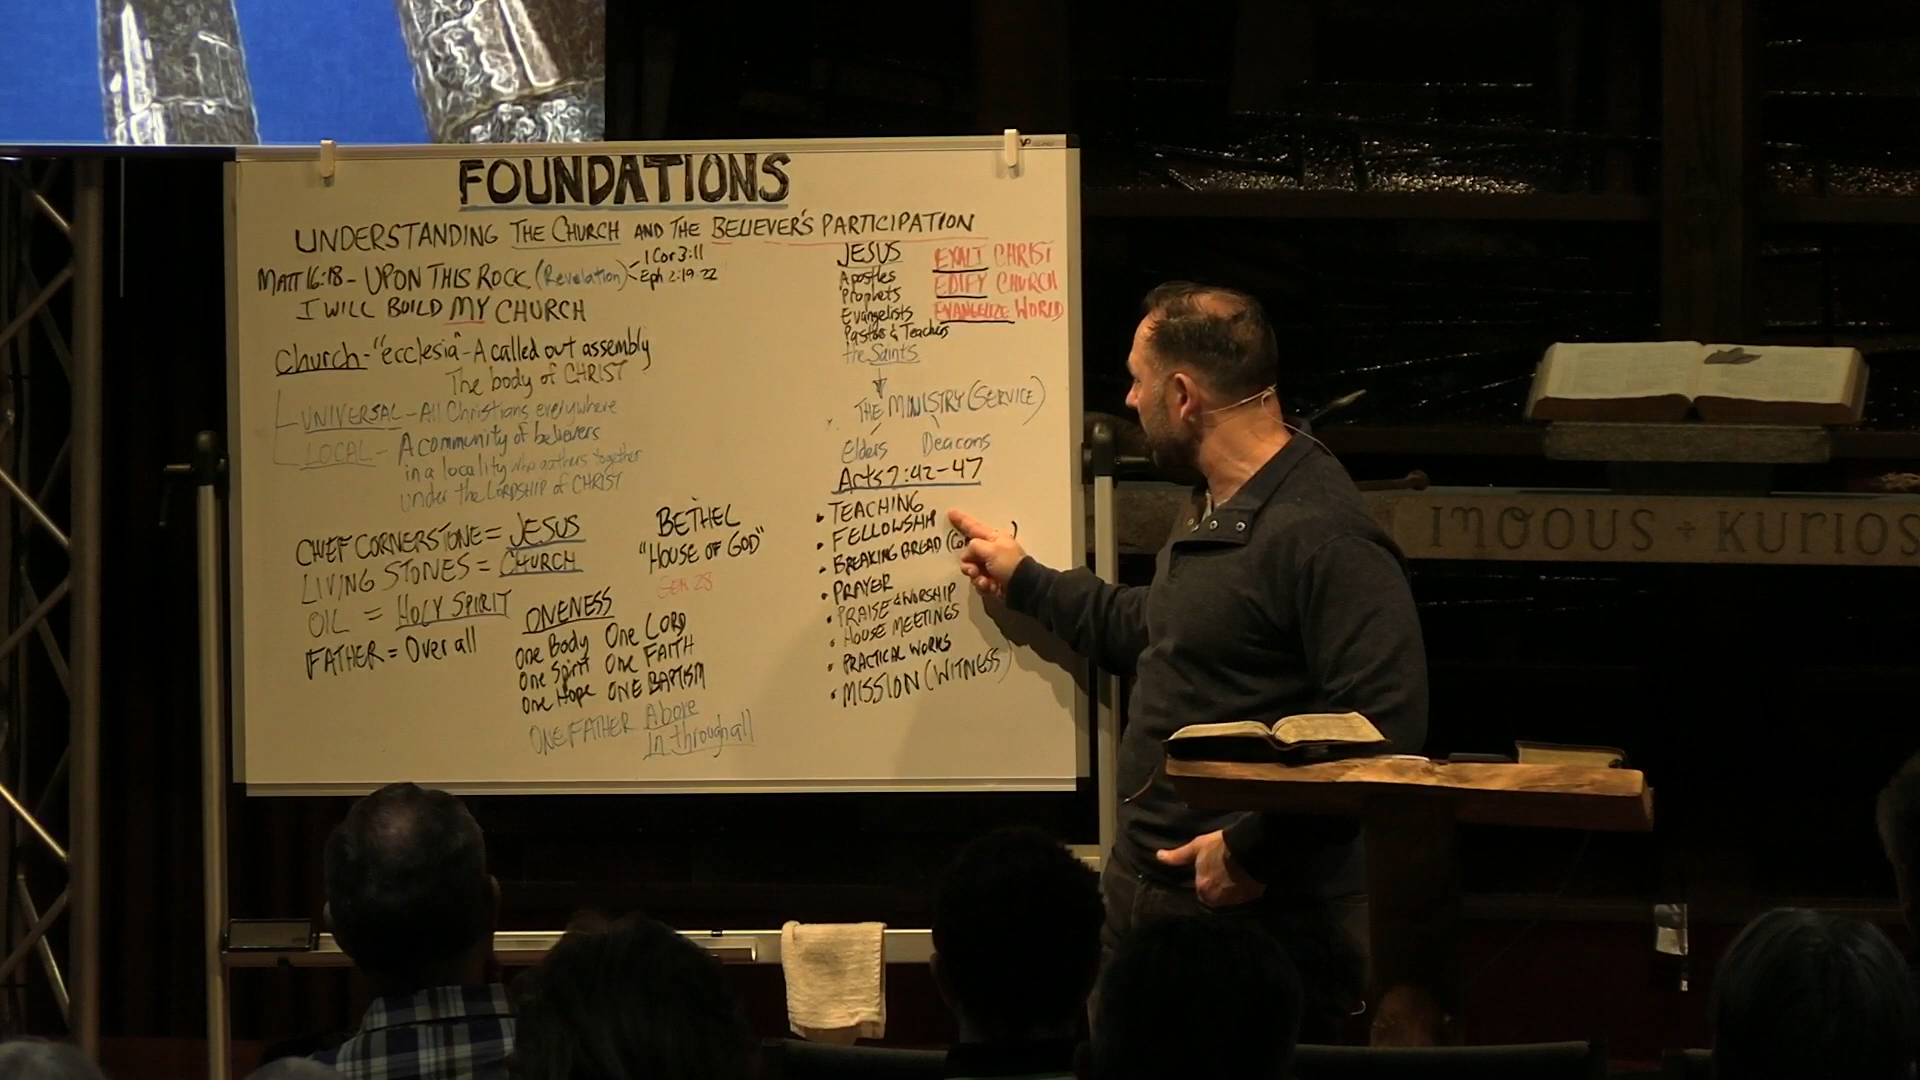 FOUNDATIONS
UNDERSTANDING THE CHURCH AND THE BELIEVER'S PARTICIPATION
MATT 16:18 - UPON THIS ROCK (Revelation)
1 Cor 3:11
Eph 2:19-22
I WILL BUILD MY CHURCH
Church - "ecclesia" - A called out assembly
The body of CHRIST
UNIVERSAL - All Christians everywhere
LOCAL - A community of believers
in a locality who gathers together
under the LORDSHIP of CHRIST
CHIEF CORNERSTONE = JESUS
LIVING STONES = CHURCH
OIL = HOLY SPIRIT
FATHER = Over all
BETHEL
"HOUSE OF GOD"
GEN 28
ONENESS
One Body One LORD
One Spirit One FAITH
One Hope ONE BAPTISM
ONE FATHER Above
In through all
JESUS
Apostles
Prophets
Evangelists
Pastors & Teachers
the Saints
EXALT CHRIST
EDIFY CHURCH
EVANGELIZE WORLD
THE MINISTRY (SERVICE)
Elders Deacons
Acts 2:42-47
• TEACHING
• FELLOWSHIP
• BREAKING BREAD
• PRAYER
• PRAISE & WORSHIP
• HOUSE MEETINGS
• PRACTICAL WORKS
• MISSION (WITNESS)
KURIOS